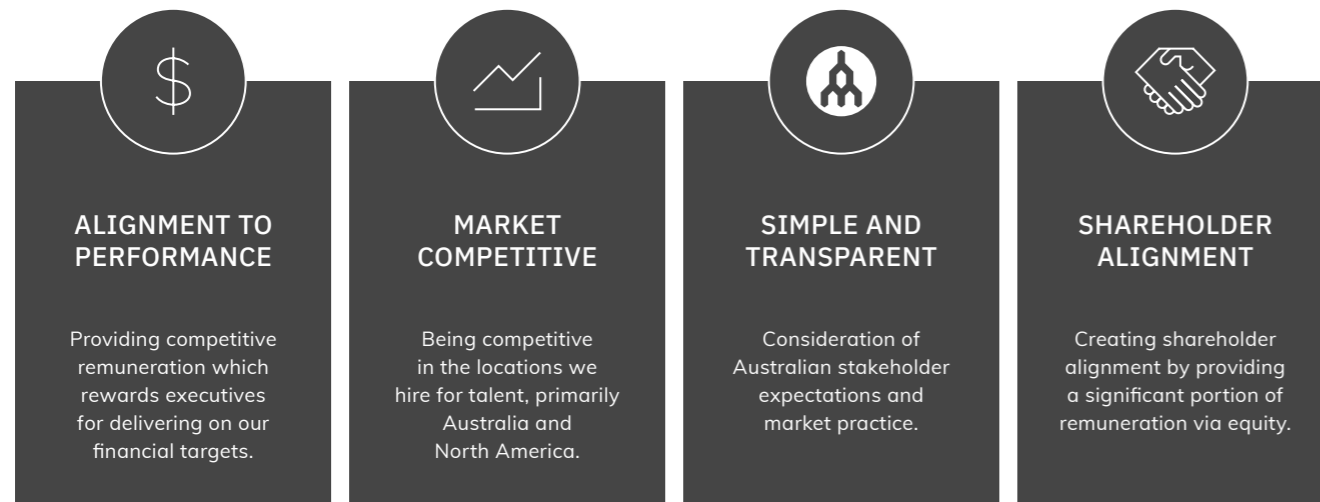 ALIGNMENT TO
PERFORMANCE
Providing competitive
remuneration which
rewards executives
for delivering on our
financial targets.
MARKET
COMPETITIVE
Being competitive
in the locations we
hire for talent, primarily
Australia and
North America.
SIMPLE AND
TRANSPARENT
Consideration of
Australian stakeholder
expectations and
market practice.
SHAREHOLDER
ALIGNMENT
Creating shareholder
alignment by providing
a significant portion of
remuneration via equity.